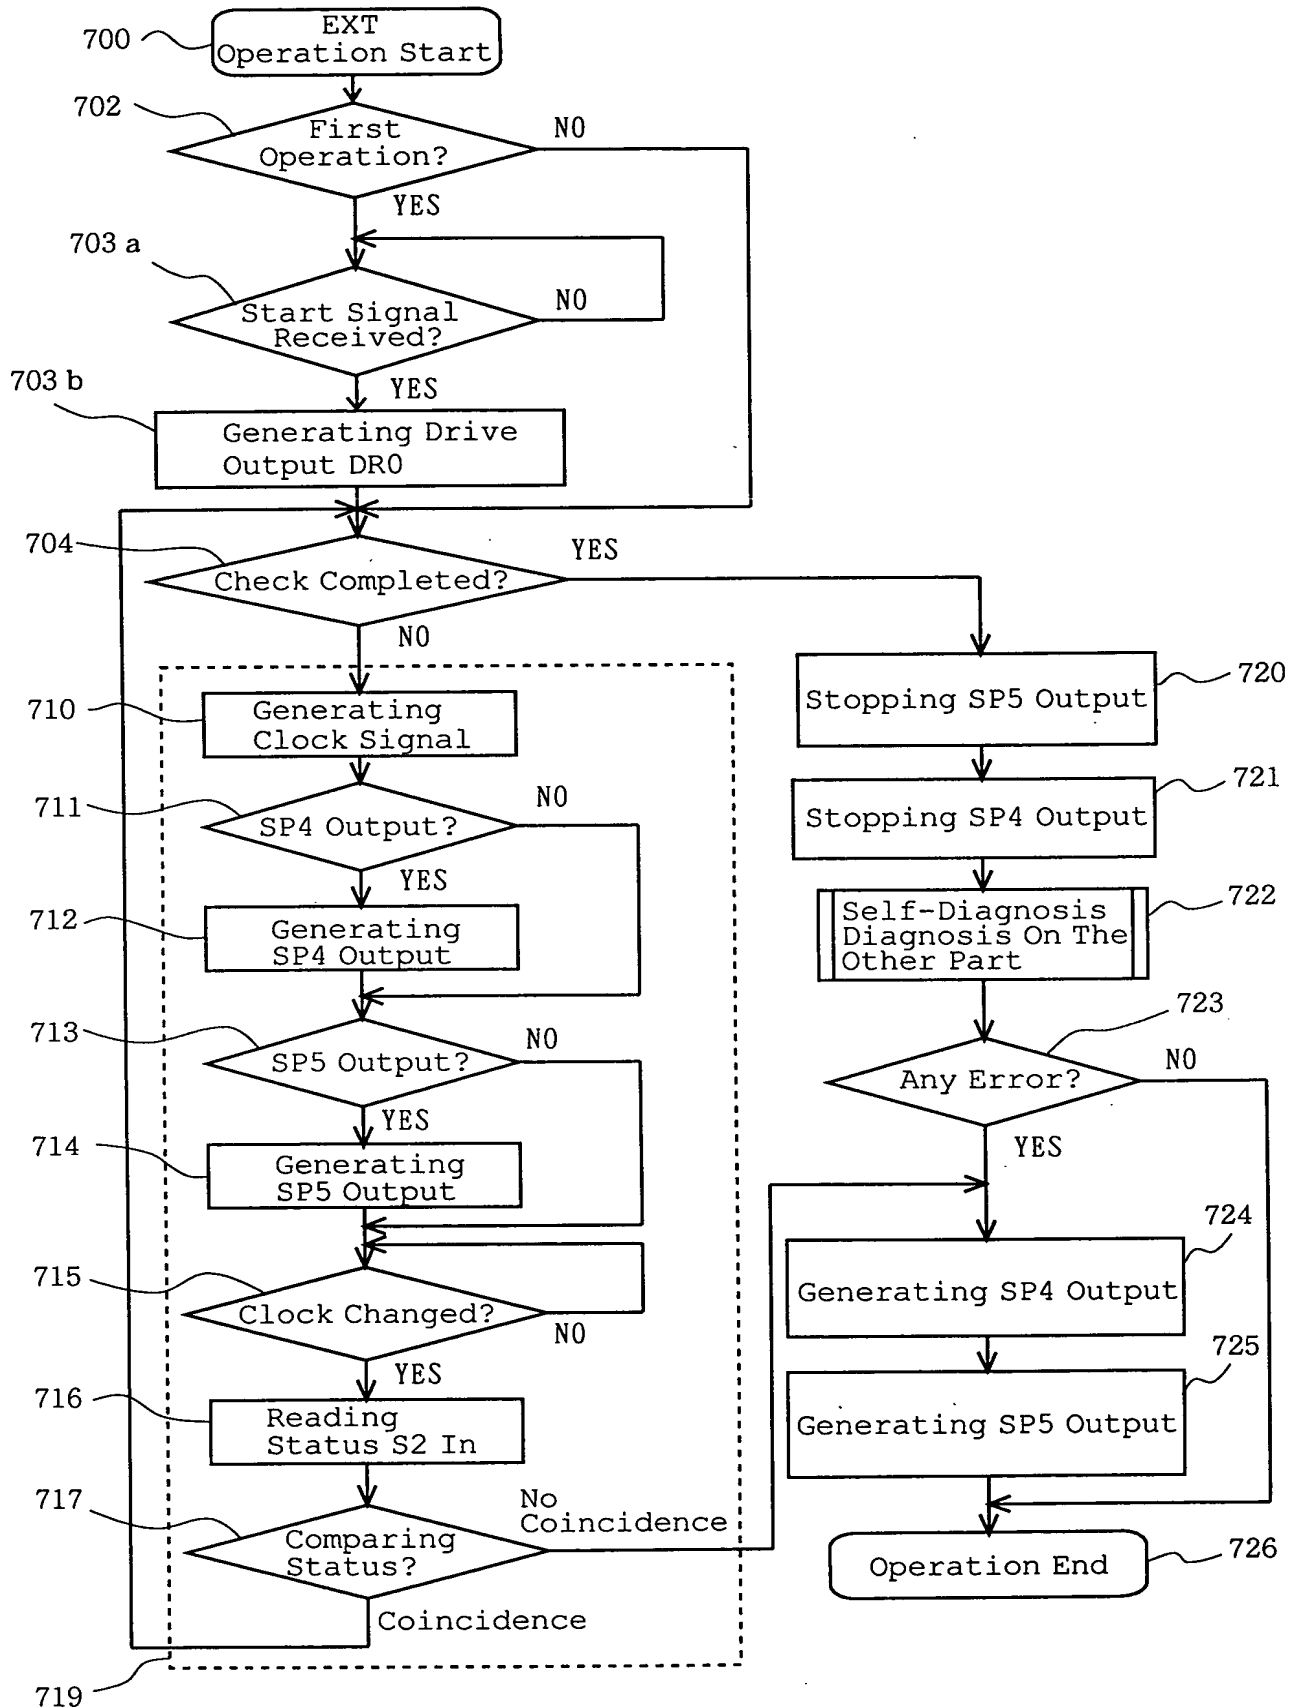 700
EXT
Operation Start
702
First
Operation?
NO
YES
703 a
Start Signal
Received?
NO
YES
703 b
Generating Drive
Output DR0
704
Check Completed?
YES
NO
710
Generating
Clock Signal
711
SP4 Output?
NO
YES
712
Generating
SP4 Output
713
SP5 Output?
NO
YES
714
Generating
SP5 Output
715
Clock Changed?
NO
YES
716
Reading
Status S2 In
717
Comparing
Status?
No
Coincidence
Coincidence
719
Stopping SP5 Output
720
Stopping SP4 Output
721
Self-Diagnosis
Diagnosis On The
Other Part
722
723
Any Error?
NO
YES
724
Generating SP4 Output
725
Generating SP5 Output
Operation End
726